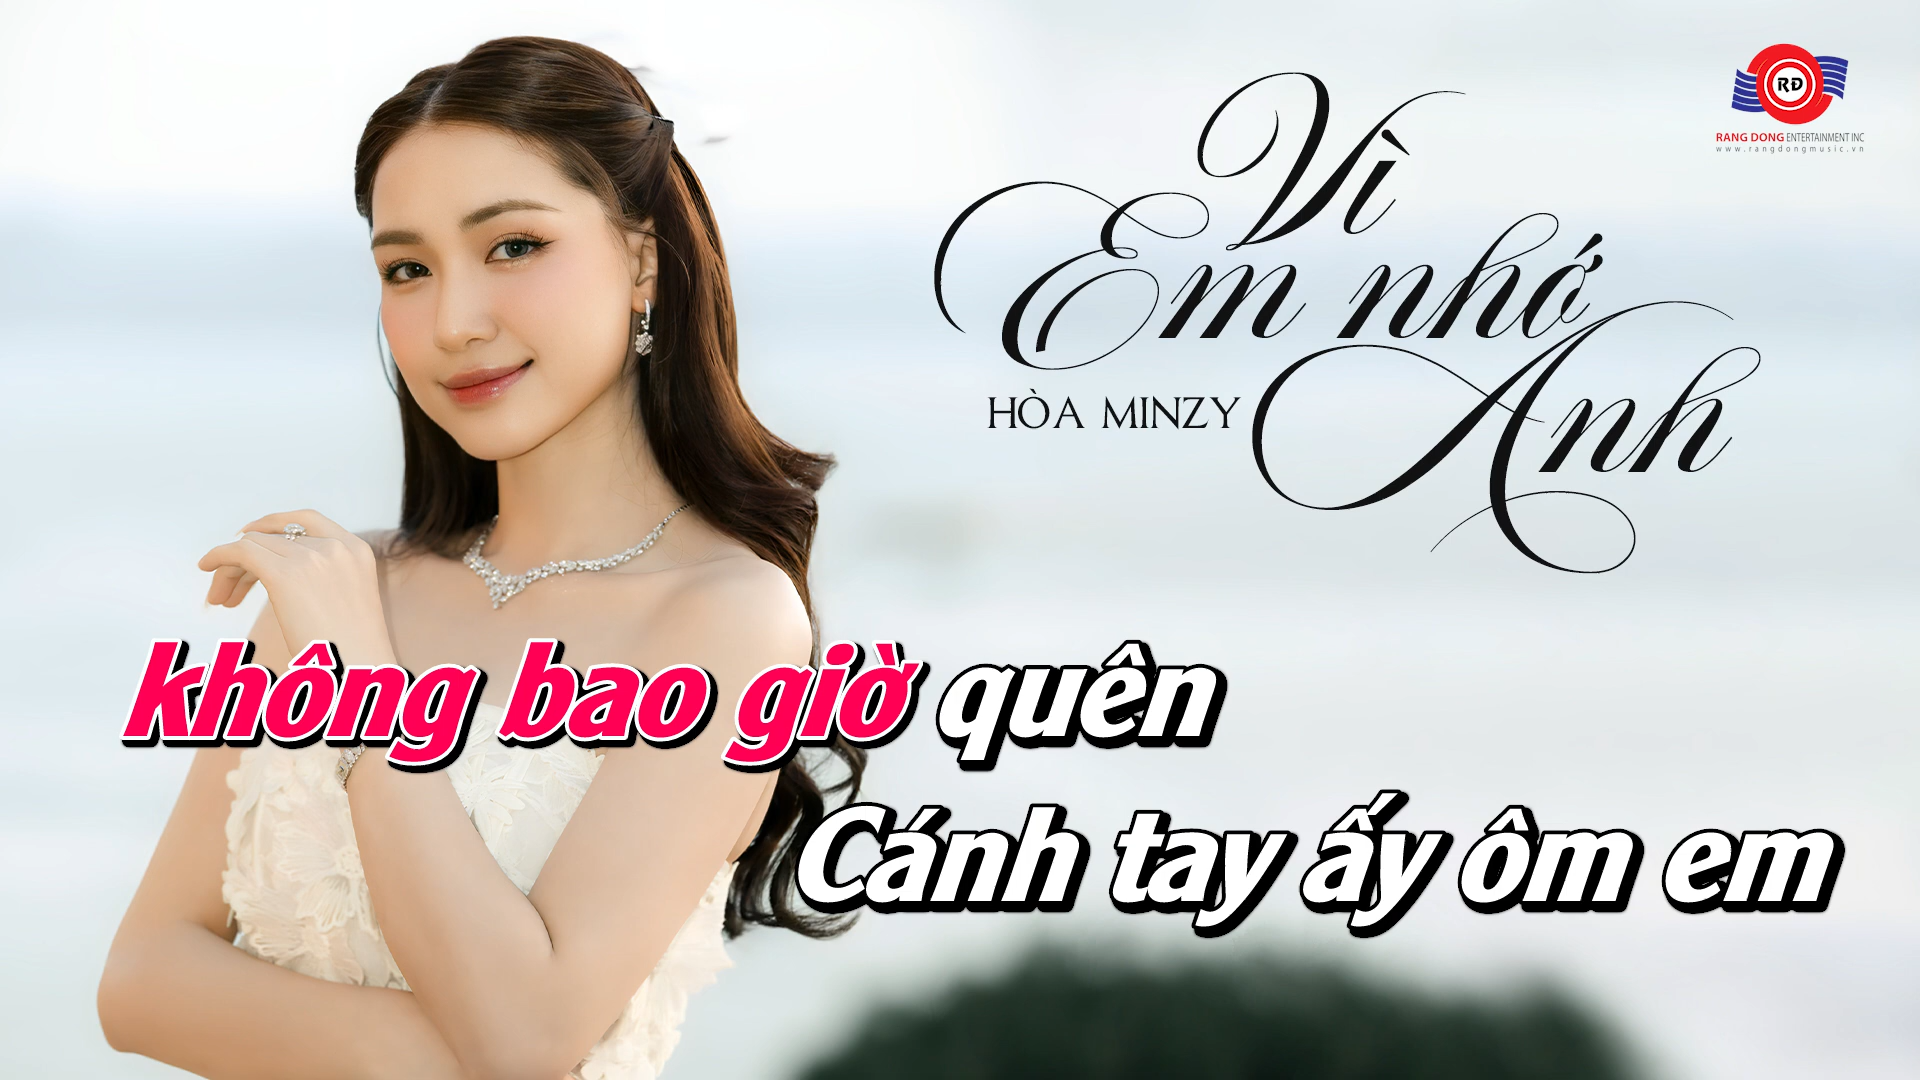 Vì
Em nhớ
Anh
HÒA MINZY
RĐ
RANG DONG ENTERTAINMENT INC
www.rangdongmusic.vn
không bao giờ quên
Cánh tay ấy ôm em